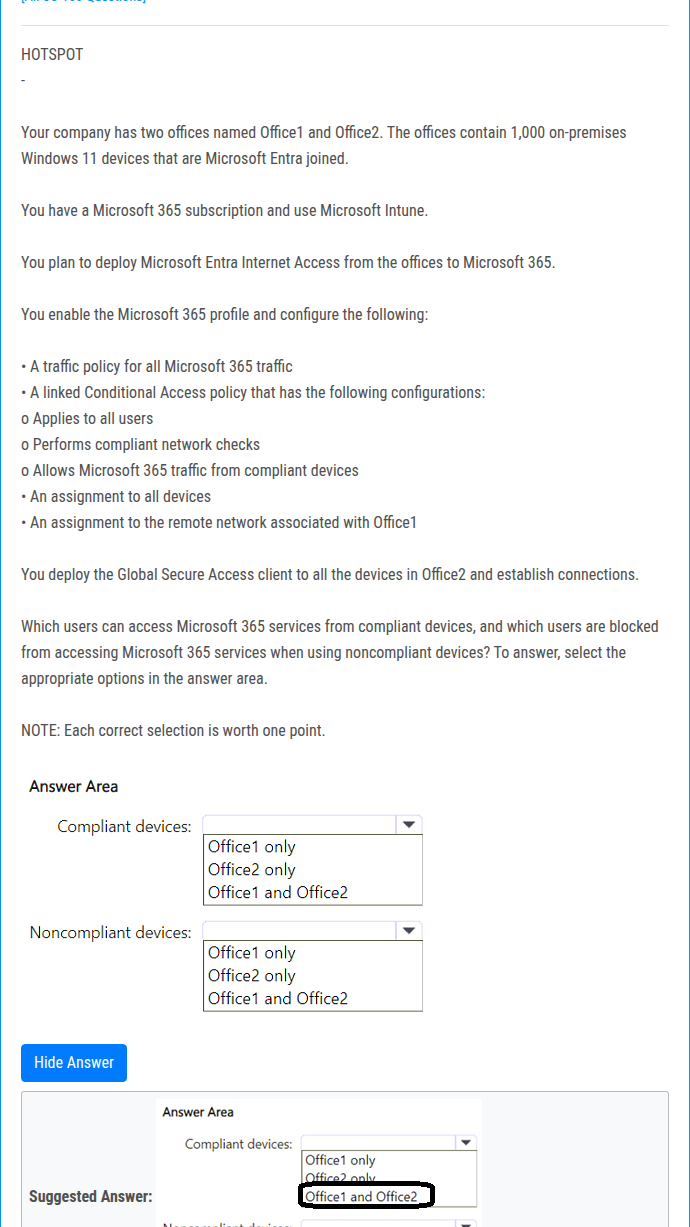 HOTSPOT
-
Your company has two offices named Office1 and Office2. The offices contain 1,000 on-premises
Windows 11 devices that are Microsoft Entra joined.
You have a Microsoft 365 subscription and use Microsoft Intune.
You plan to deploy Microsoft Entra Internet Access from the offices to Microsoft 365.
You enable the Microsoft 365 profile and configure the following:
• A traffic policy for all Microsoft 365 traffic
• A linked Conditional Access policy that has the following configurations:
o Applies to all users
o Performs compliant network checks
o Allows Microsoft 365 traffic from compliant devices
• An assignment to all devices
• An assignment to the remote network associated with Office1
You deploy the Global Secure Access client to all the devices in Office2 and establish connections.
Which users can access Microsoft 365 services from compliant devices, and which users are blocked
from accessing Microsoft 365 services when using noncompliant devices? To answer, select the
appropriate options in the answer area.
NOTE: Each correct selection is worth one point.
Answer Area
Compliant devices:
Office1 only
Office2 only
Office1 and Office2
Noncompliant devices:
Office1 only
Office2 only
Office1 and Office2
Hide Answer
Answer Area
Compliant devices:
Office1 only
Office2 only
Suggested Answer:
Office1 and Office2
Noncompliant devices: